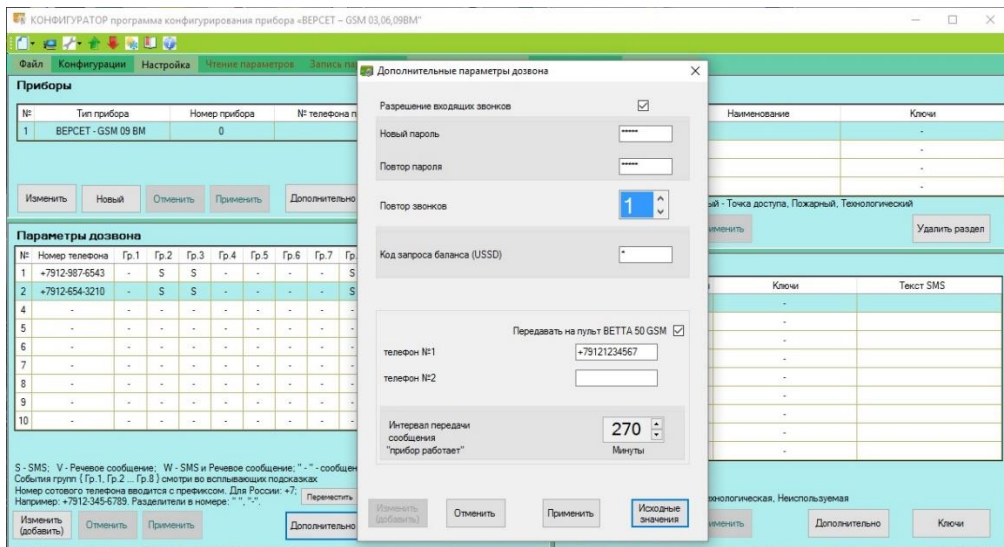 КОНФИГУРАТОР программа конфигурирования прибора «ВЕРСЕТ – GSM 03,06,09ВМ"
Файл Конфигурации Настройка Чтение параметров Запись па
Приборы
№ Тип прибора Номер прибора № телефона п
1 ВЕРСЕТ - GSM 09 ВМ 0
Изменить Новый Отменить Применить Дополнительно
Параметры дозвона
№ Номер телефона Гр.1 Гр.2 Гр.3 Гр.4 Гр.5 Гр.6 Гр.7 Гр.
1 +7912-987-6543 - S S - - - - S
2 +7912-654-3210 - S S - - - - S
4 - - - - - - - - -
5 - - - - - - - - -
6 - - - - - - - - -
7 - - - - - - - - -
8 - - - - - - - - -
9 - - - - - - - - -
10 - - - - - - - - -
S - SMS; V - Речевое сообщение; W - SMS и Речевое сообщение; " - " - сообщен
События групп ( Гр.1, Гр.2 ... Гр.8 ) смотри во всплывающих подсказках
Номер сотового телефона вводится с префиксом. Для России: +7;
Например: +7912-345-6789. Разделители в номере: " ", "-".
Переместить
Изменить (добавить) Отменить Применить Дополнительно
Дополнительные параметры дозвона
Разрешение входящих звонков
Новый пароль *****
Повтор пароля *****
Повтор звонков 1
Код запроса баланса (USSD) *
Передавать на пульт ВЕТТА 50 GSM
телефон №1 +79121234567
телефон №2
Интервал передачи
сообщения
"прибор работает"
270
Минуты
Изменить (добавить) Отменить Применить Исходные значения
Наименование Ключи
-
-
-
-
ый - Точка доступа, Пожарный, Технологический
именить Удалить раздел
Ключи Текст SMS
-
-
-
-
-
-
-
-
ехнологическая, Неиспользуемая
именить Дополнительно Ключи